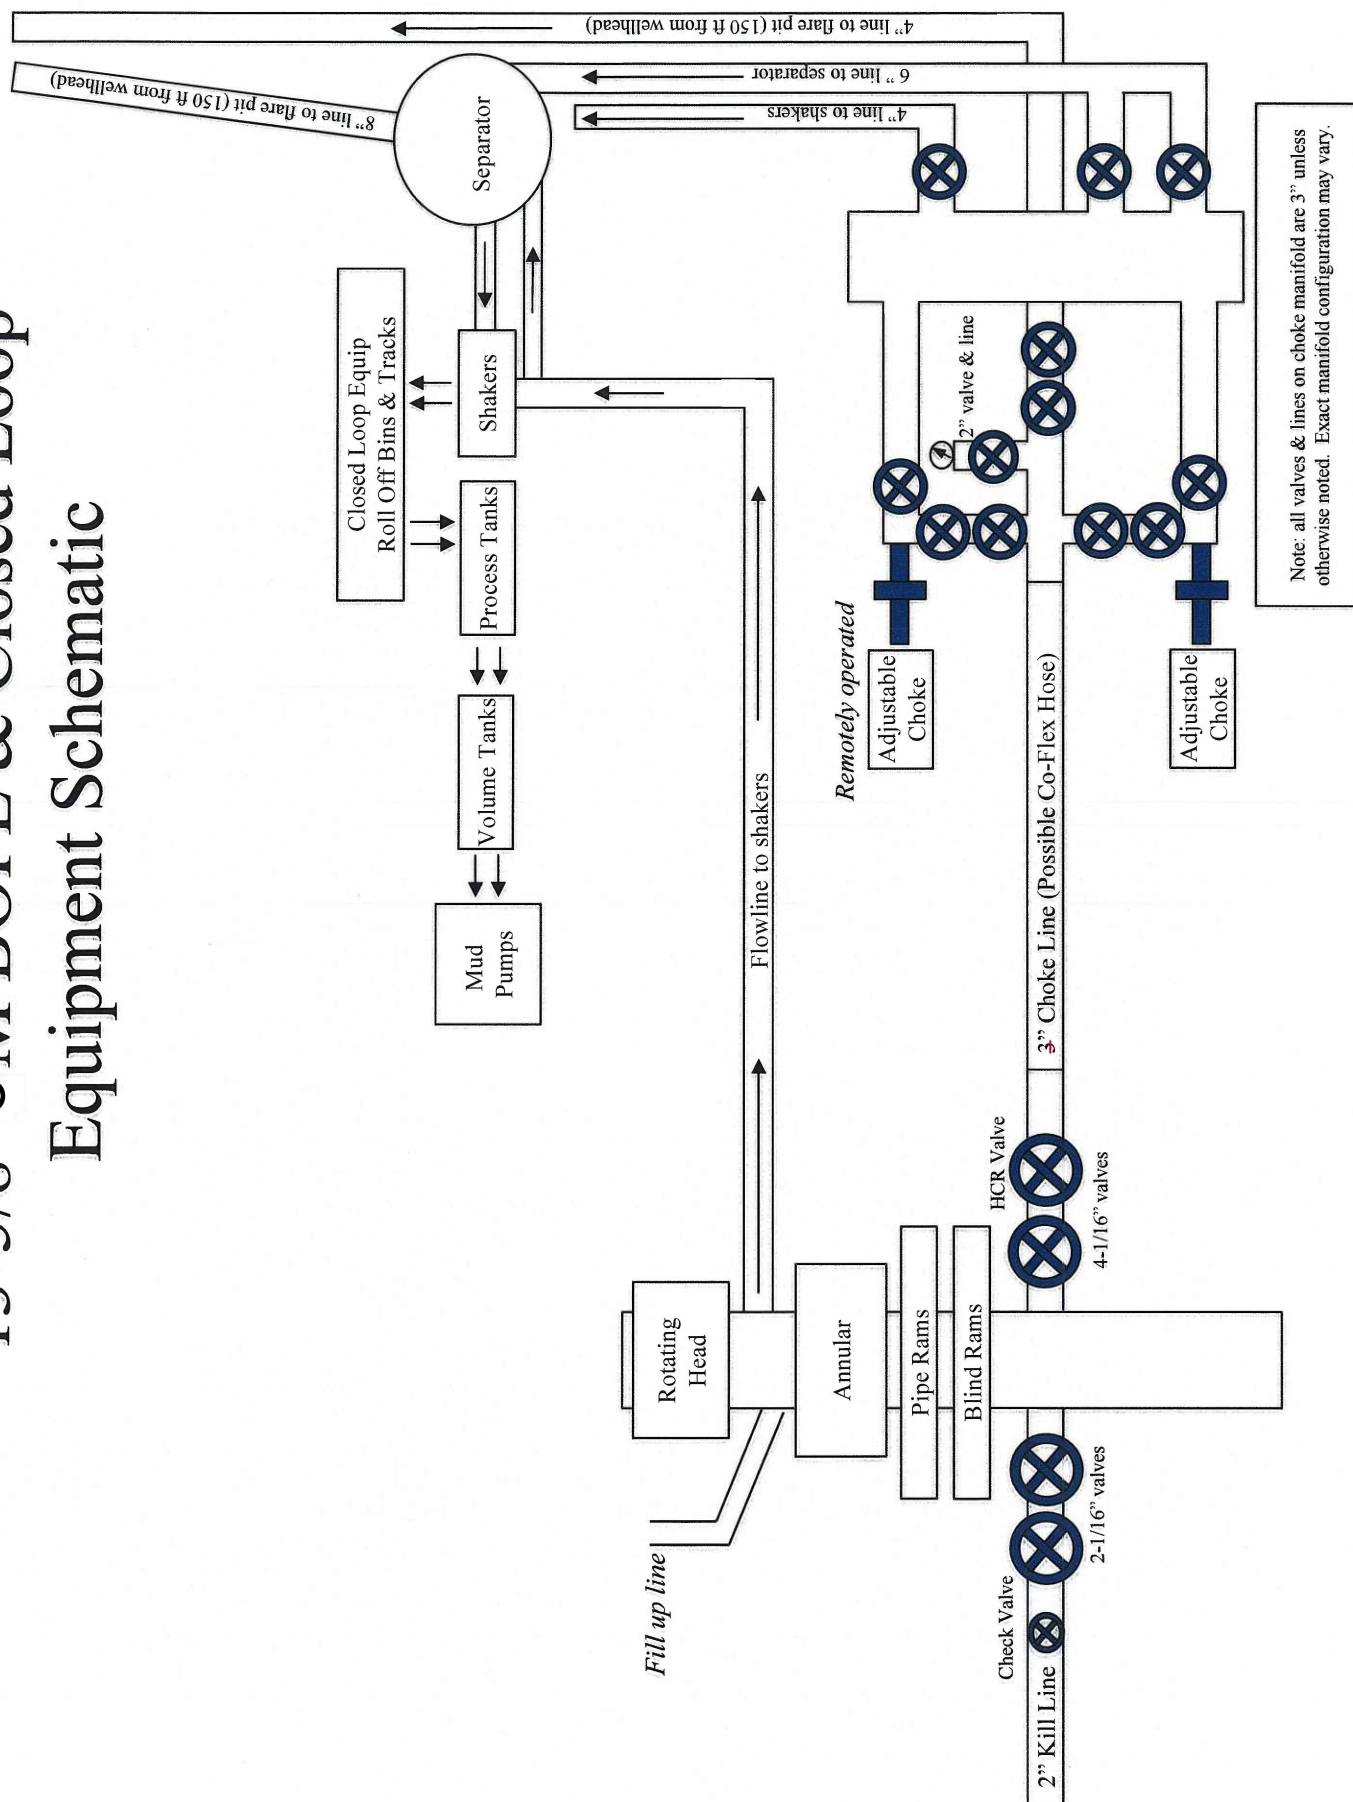 Equipment Schematic
4” line to flare pit (150 ft from wellhead)
8” line to flare pit (150 ft from wellhead)
6” line to separator
4” line to shakers
Separator
Closed Loop Equip
Roll Off Bins & Tracks
Shakers
Process Tanks
Volume Tanks
Mud
Pumps
Flowline to shakers
2” valve & line
Remotely operated
Adjustable
Choke
Adjustable
Choke
Note: all valves & lines on choke manifold are 3” unless
otherwise noted. Exact manifold configuration may vary.
3” Choke Line (Possible Co-Flex Hose)
HCR Valve
4-1/16” valves
Rotating
Head
Fill up line
Annular
Pipe Rams
Blind Rams
2-1/16” valves
Check Valve
2” Kill Line